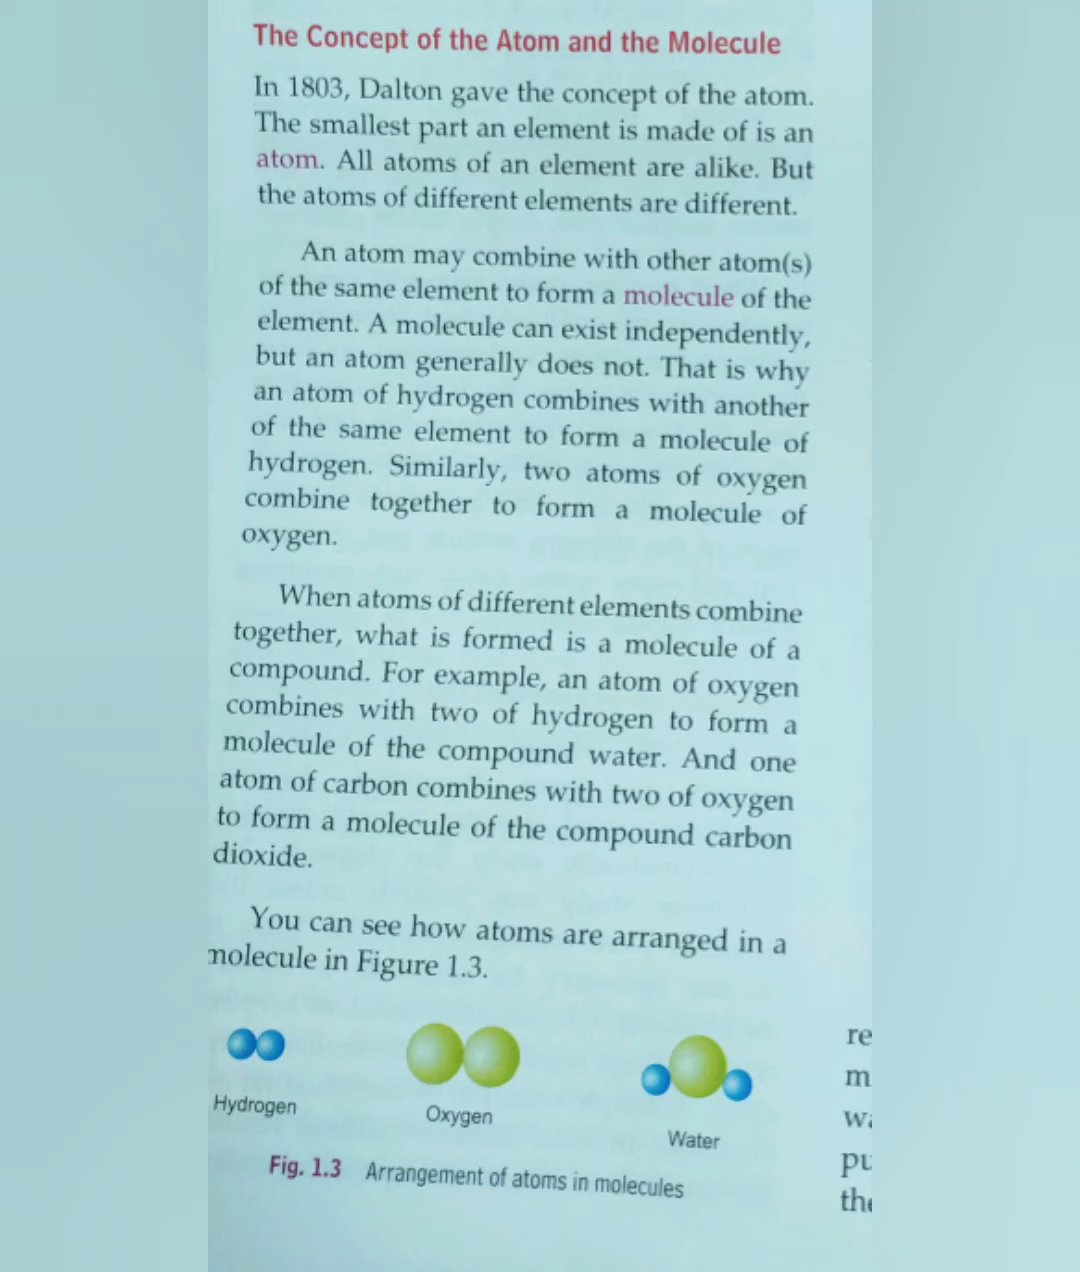 The Concept of the Atom and the Molecule
In 1803, Dalton gave the concept of the atom.
The smallest part an element is made of is an
atom. All atoms of an element are alike. But
the atoms of different elements are different.
An atom may combine with other atom(s)
of the same element to form a molecule of the
element. A molecule can exist independently,
but an atom generally does not. That is why
an atom of hydrogen combines with another
of the same element to form a molecule of
hydrogen. Similarly, two atoms of oxygen
combine together to form a molecule of
oxygen.
When atoms of different elements combine
together, what is formed is a molecule of a
compound. For example, an atom of oxygen
combines with two of hydrogen to form a
molecule of the compound water. And one
atom of carbon combines with two of oxygen
to form a molecule of the compound carbon
dioxide.
You can see how atoms are arranged in a
molecule in Figure 1.3.
Hydrogen
Oxygen
Water
Fig. 1.3 Arrangement of atoms in molecules
re
m
wa
pu
the